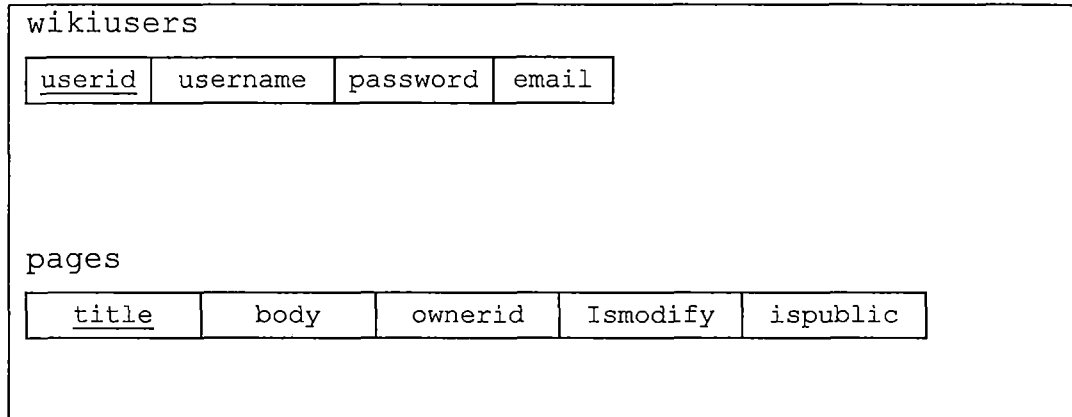 wikiusers
userid username password email
pages
title body ownerid Ismodify ispublic